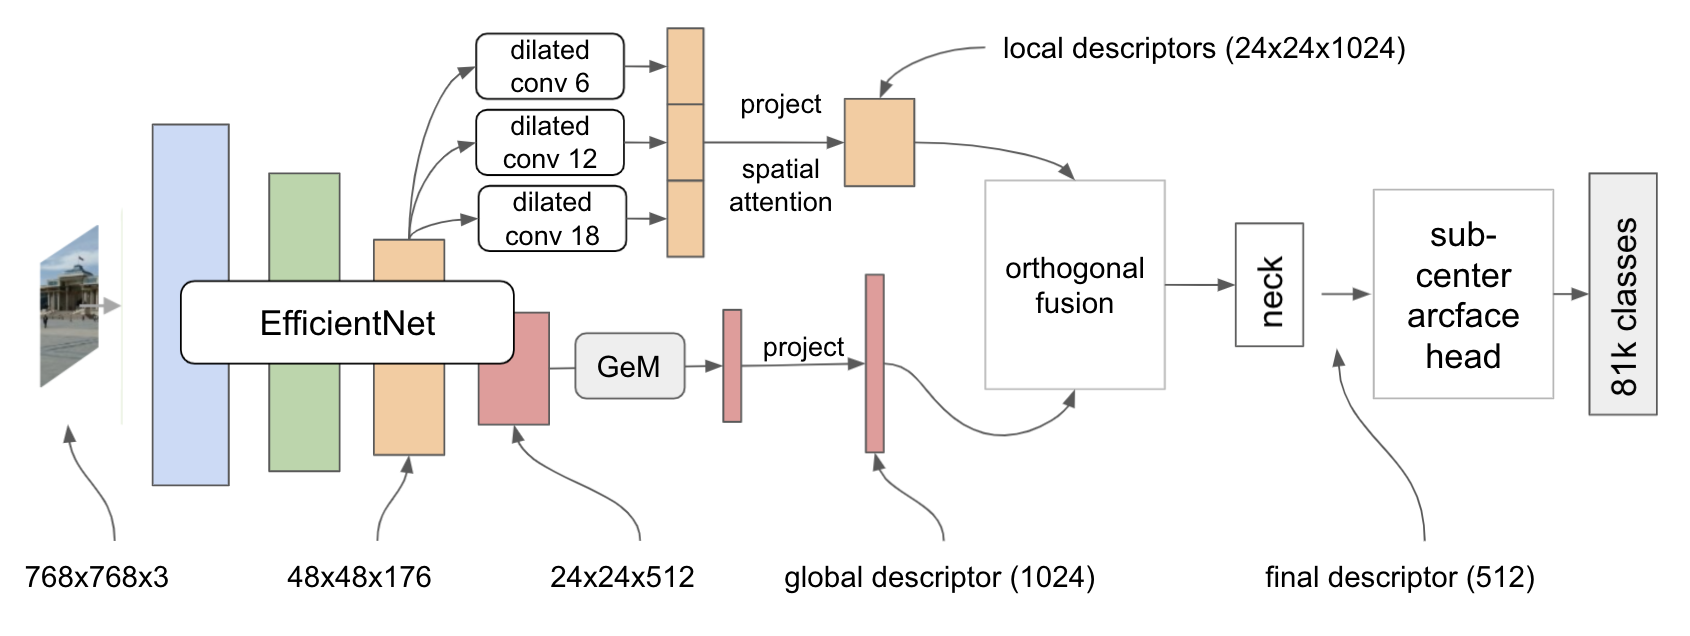 dilated
conv 6
dilated
conv 12
dilated
conv 18
project
spatial
attention
local descriptors (24x24x1024)
EfficientNet
GeM
project
orthogonal
fusion
neck
sub-
center
arcface
head
81k classes
768x768x3
48x48x176
24x24x512
global descriptor (1024)
final descriptor (512)